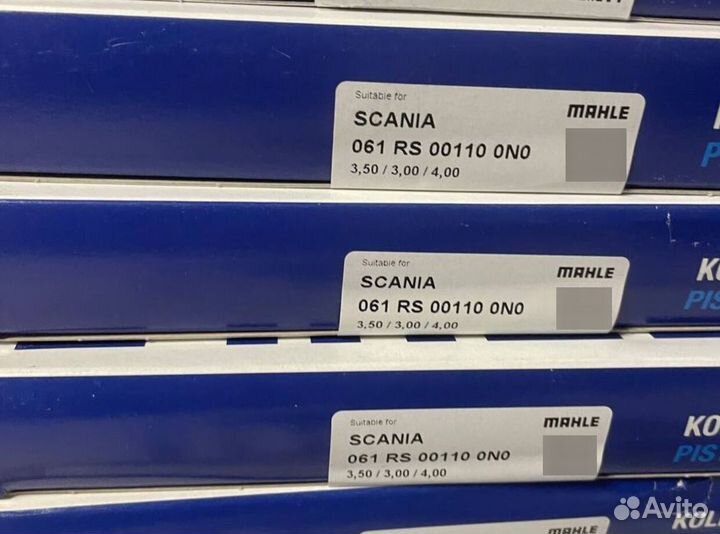 Suitable for
MAHLE
SCANIA
061 RS 00110 0N0
3,50 / 3,00 / 4,00
Suitable for
MAHLE
SCANIA
061 RS 00110 0N0
3,50 / 3,00 / 4,00
PIS
Suitable for
MAHLE
SCANIA
KO
061 RS 00110 0N0
PIS
3,50 / 3,00 / 4,00
MAHLE
KOL
Avito